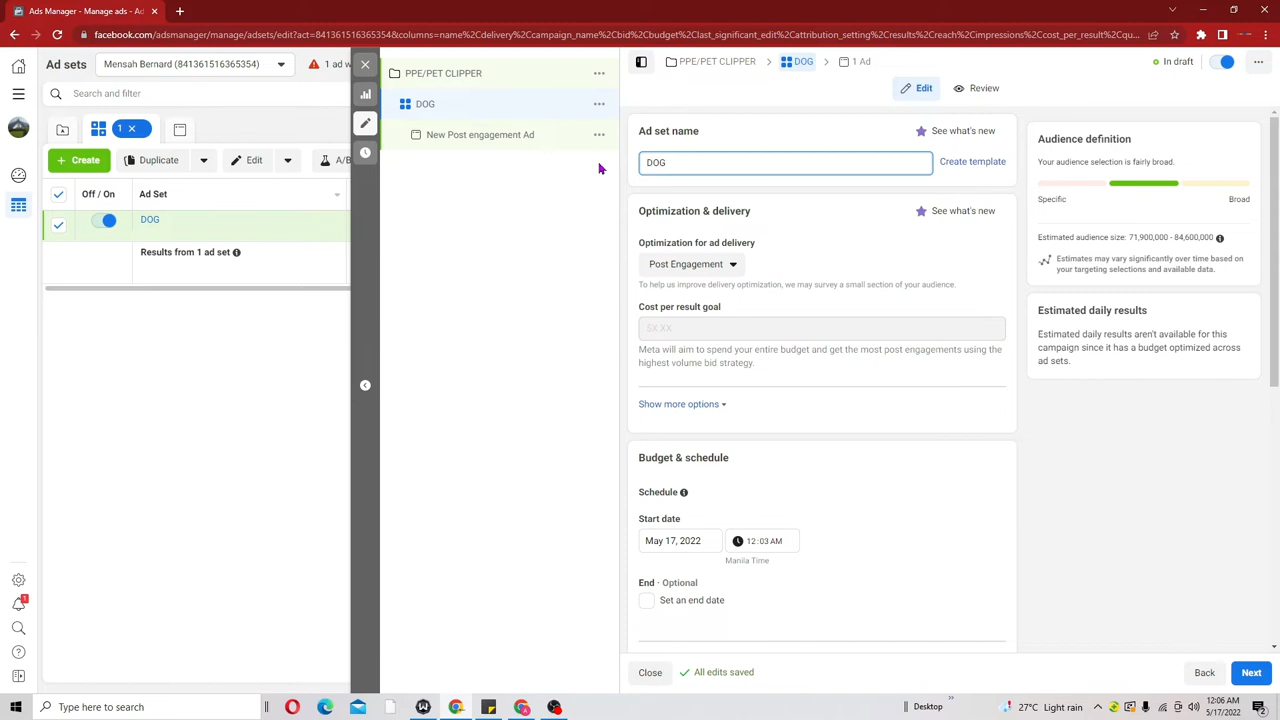 Ads Manager - Manage ads - Ad s
facebook.com/adsmanager/manage/adsets/edit?act=841361516365354&columns=name%2Cdelivery%2Ccampaign_name%2Cbid%2Cbudget%2Clast_significant_edit%2Cattribution_setting%2Cresults%2Creach%2Cimpressions%2Ccost_per_result%2Cqu...
Ad sets
Mensah Bernard (841361516365354)
1 ad w
Search and filter
1
Create
Duplicate
Edit
A/B
Off / On
Ad Set
DOG
Results from 1 ad set
PPE/PET CLIPPER
DOG
New Post engagement Ad
PPE/PET CLIPPER
DOG
1 Ad
In draft
Edit
Review
Ad set name
See what's new
DOG
Create template
Optimization & delivery
See what's new
Optimization for ad delivery
Post Engagement
To help us improve delivery optimization, we may survey a small section of your audience.
Cost per result goal
$X.XX
Meta will aim to spend your entire budget and get the most post engagements using the
highest volume bid strategy.
Show more options
Budget & schedule
Schedule
Start date
May 17, 2022
12:03 AM
Manila Time
End · Optional
Set an end date
Close
All edits saved
Back
Next
Audience definition
Your audience selection is fairly broad.
Specific
Broad
Estimated audience size: 71,900,000 - 84,600,000
Estimates may vary significantly over time based on
your targeting selections and available data.
Estimated daily results
Estimated daily results aren't available for this
campaign since it has a budget optimized across
ad sets.
1
Type here to search
Desktop
27°C Light rain
12:06 AM
5/17/2022